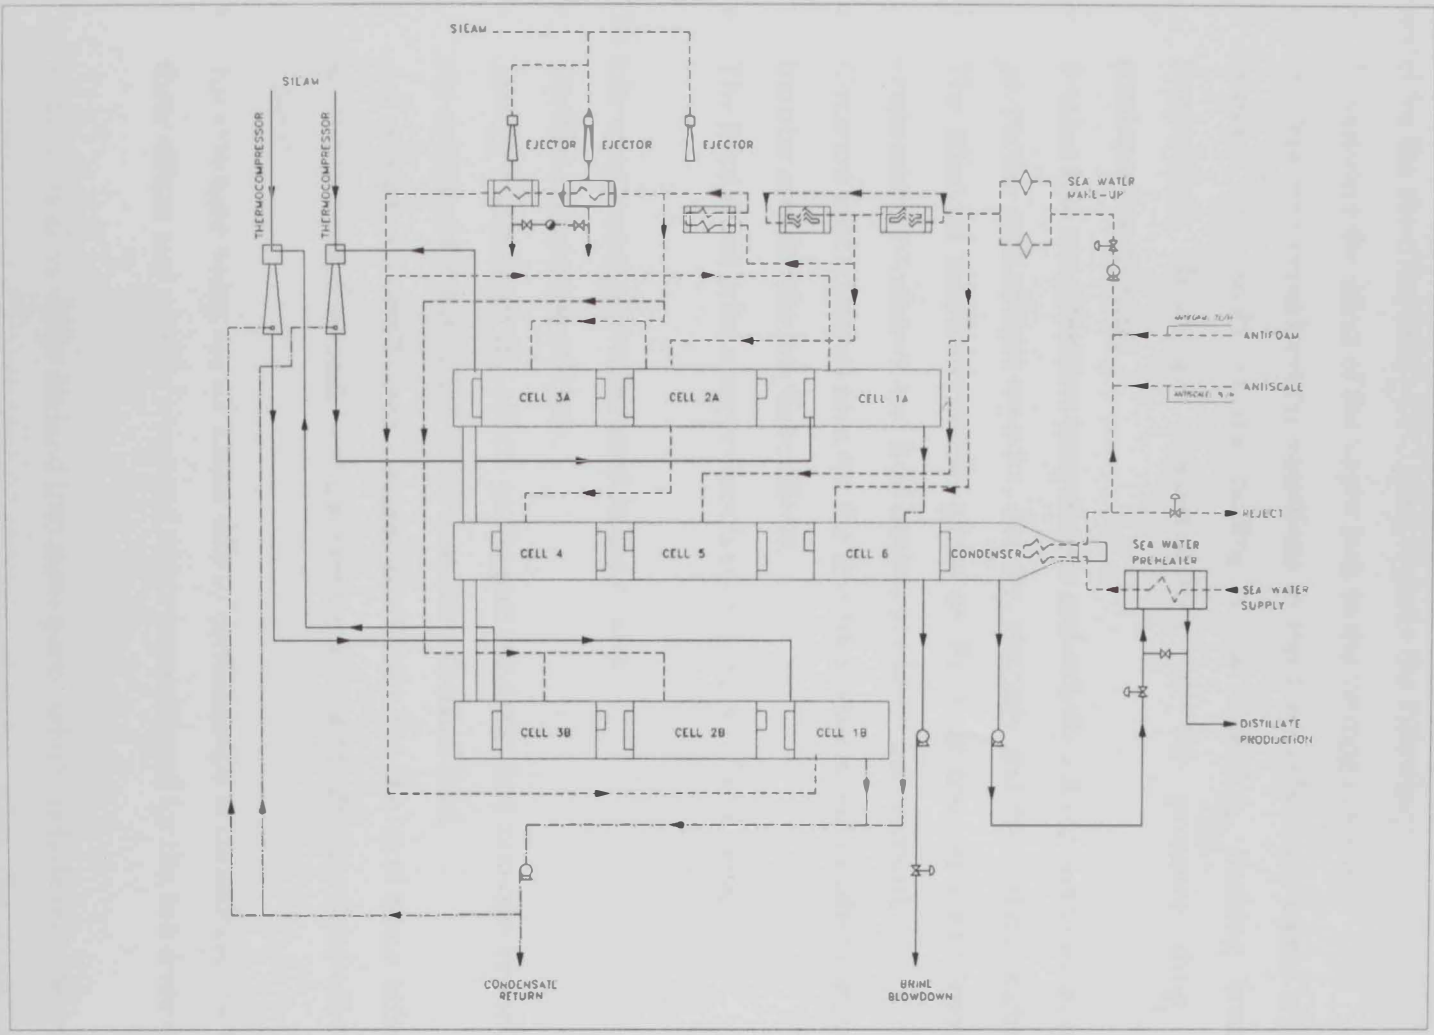 STEAM
STEAM
THERMOCOMPRESSOR
THERMOCOMPRESSOR
EJECTOR
EJECTOR
EJECTOR
SEA WATER
MAKE-UP
ANTIFOAM
ANTISCALE
CELL 3A
CELL 2A
CELL 1A
REJECT
CELL 4
CELL 5
CELL 6
CONDENSER
SEA WATER
PREHEATER
SEA WATER
SUPPLY
CELL 3B
CELL 2B
CELL 1B
DISTILLATE
PRODUCTION
CONDENSATE
RETURN
BRINE
BLOWDOWN